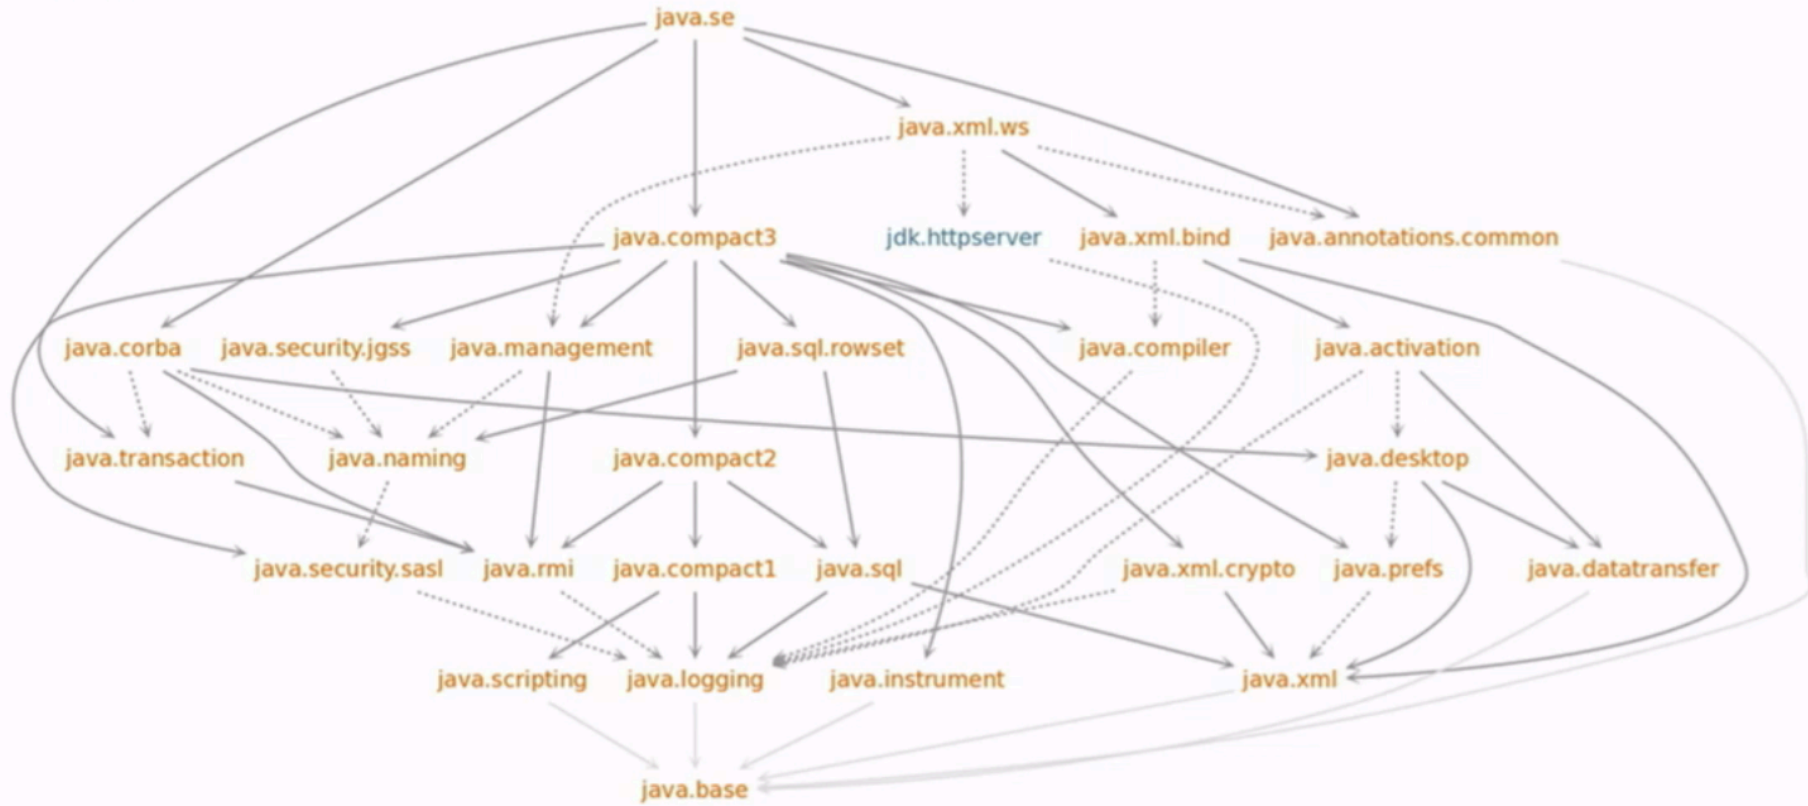 java.se
java.xml.ws
java.compact3 jdk.httpserver java.xml.bind java.annotations.common
java.corba java.security.jgss java.management java.sql.rowset java.compiler java.activation
java.transaction java.naming java.compact2 java.desktop
java.security.sasl java.rmi java.compact1 java.sql java.xml.crypto java.prefs java.datatransfer
java.scripting java.logging java.instrument java.xml
java.base